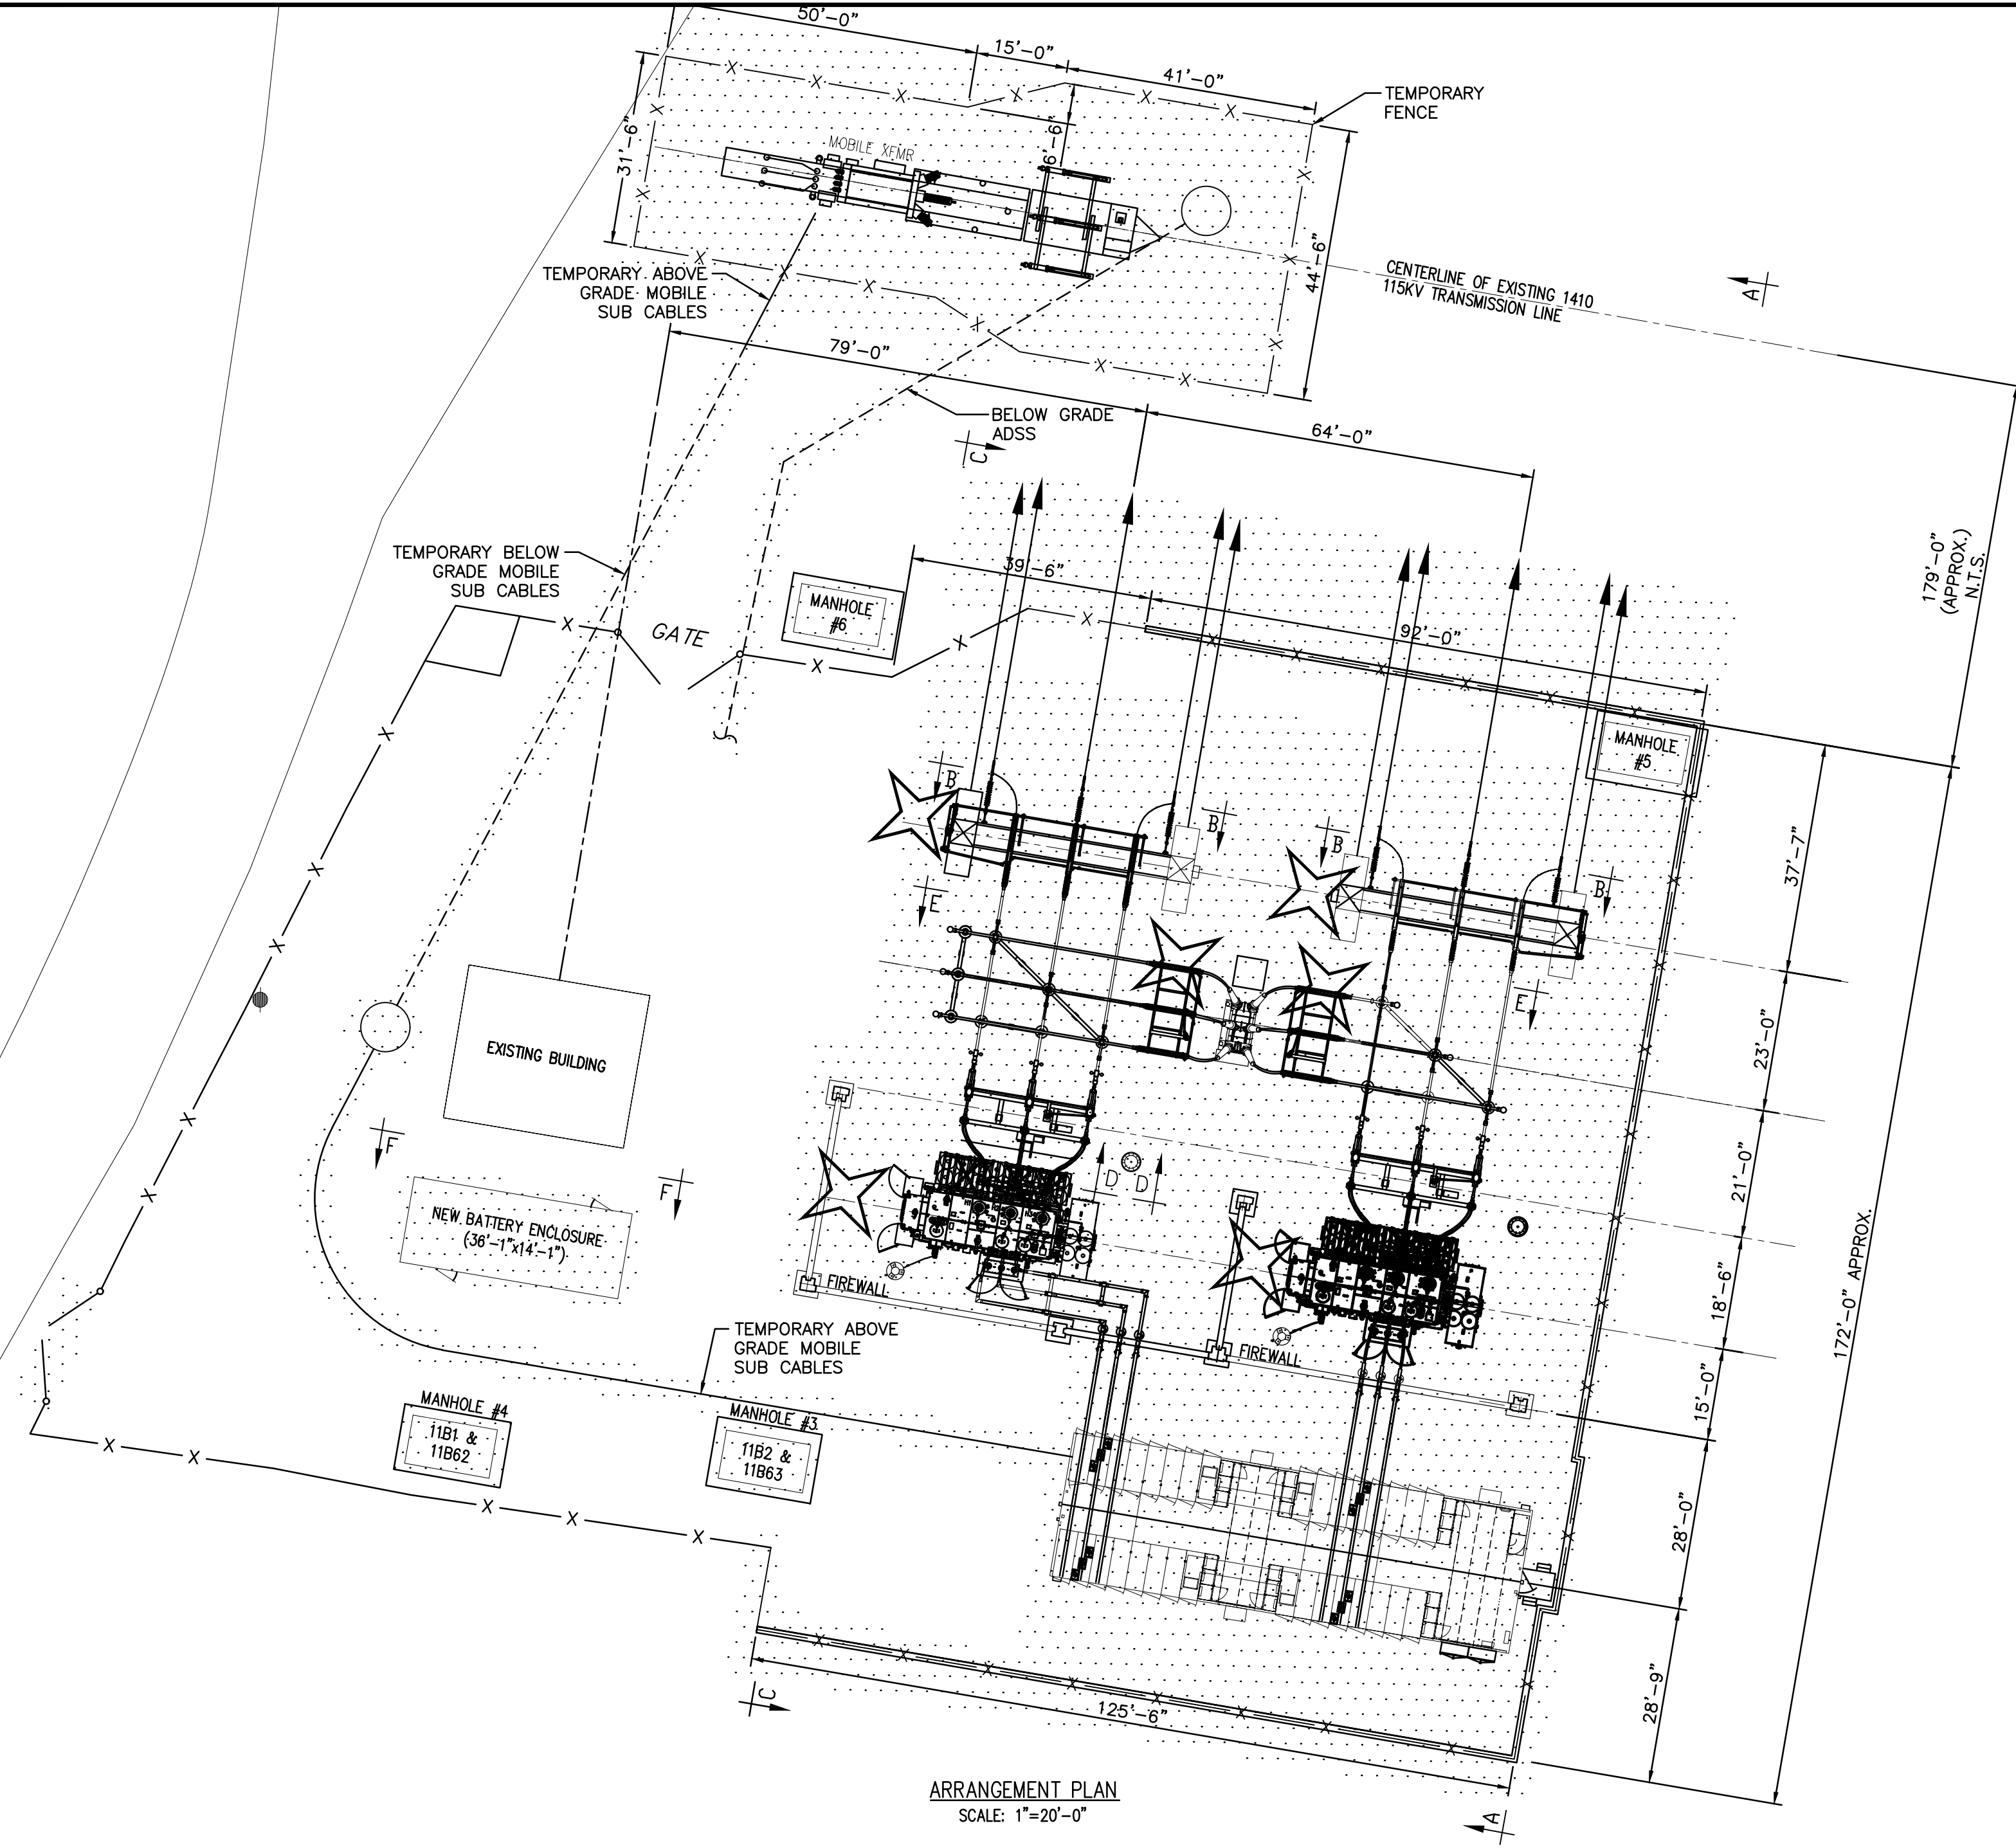 50'-0"
15'-0"
41'-0"
TEMPORARY
FENCE
31'-6"
6'-6"
MOBILE XFMR
44'-6"
TEMPORARY ABOVE
GRADE MOBILE
SUB CABLES
CENTERLINE OF EXISTING 1410
115KV TRANSMISSION LINE
A
79'-0"
BELOW GRADE
ADSS
C
64'-0"
TEMPORARY BELOW
GRADE MOBILE
SUB CABLES
39'-6"
179'-0"
(APPROX.)
N.T.S.
MANHOLE
#6
GATE
92'-0"
MANHOLE
#5
B
B
B
B
37'-7"
E
E
23'-0"
EXISTING BUILDING
21'-0"
F
F
D
D
NEW BATTERY ENCLOSURE
(36'-1"x14'-1")
18'-6"
172'-0" APPROX.
FIREWALL
FIREWALL
TEMPORARY ABOVE
GRADE MOBILE
SUB CABLES
15'-0"
MANHOLE #4
11B1 &
11B62
MANHOLE #3
11B2 &
11B63
28'-0"
28'-9"
C
125'-6"
ARRANGEMENT PLAN
SCALE: 1"=20'-0"
A